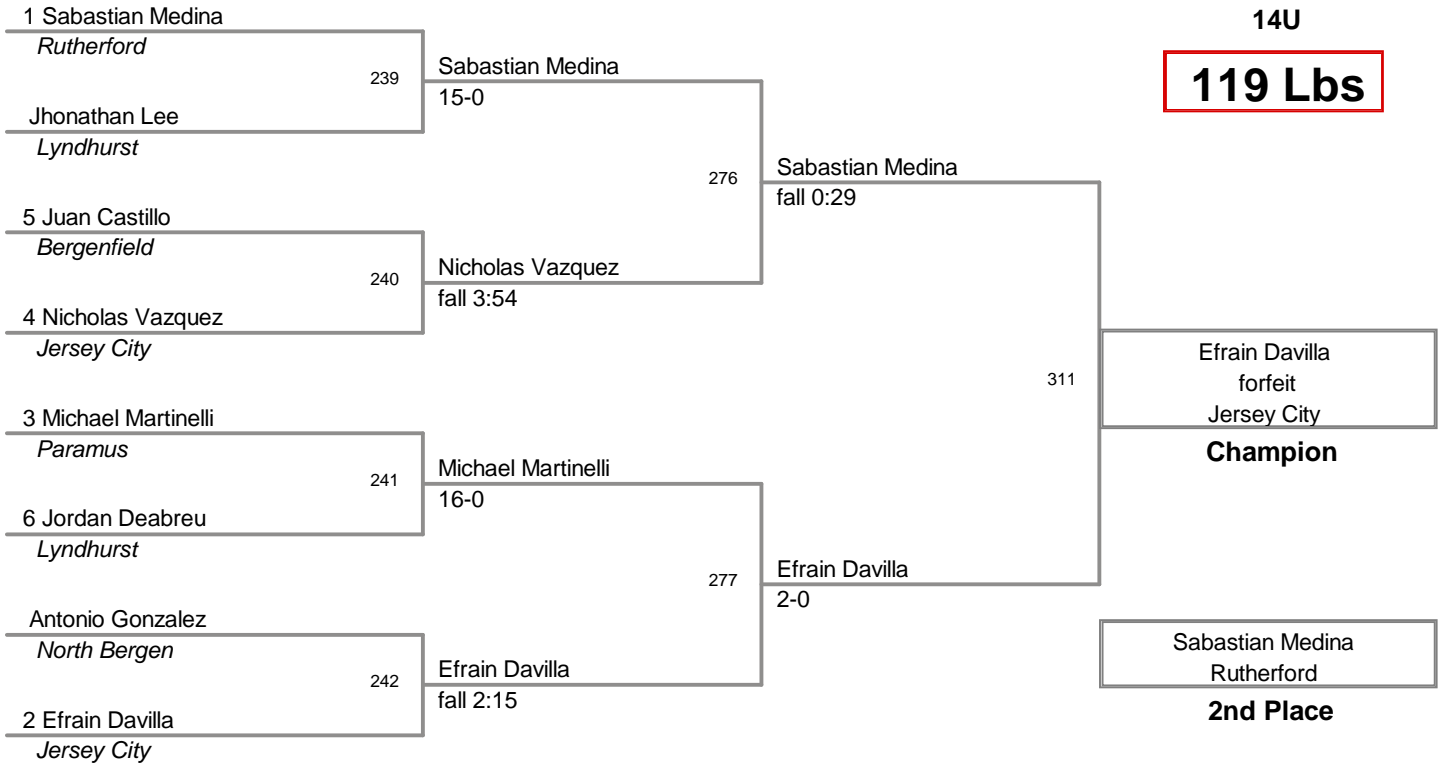 1 Sabastian Medina
Rutherford
239
Jhonathan Lee
Lyndhurst
Sabastian Medina
15-0
5 Juan Castillo
Bergenfield
240
4 Nicholas Vazquez
Jersey City
Nicholas Vazquez
fall 3:54
276
Sabastian Medina
fall 0:29
3 Michael Martinelli
Paramus
241
6 Jordan Deabreu
Lyndhurst
Michael Martinelli
16-0
Antonio Gonzalez
North Bergen
242
2 Efrain Davilla
Jersey City
Efrain Davilla
fall 2:15
277
Efrain Davilla
2-0
311
14U
119 Lbs
Efrain Davilla
forfeit
Jersey City
Champion
Sabastian Medina
Rutherford
2nd Place